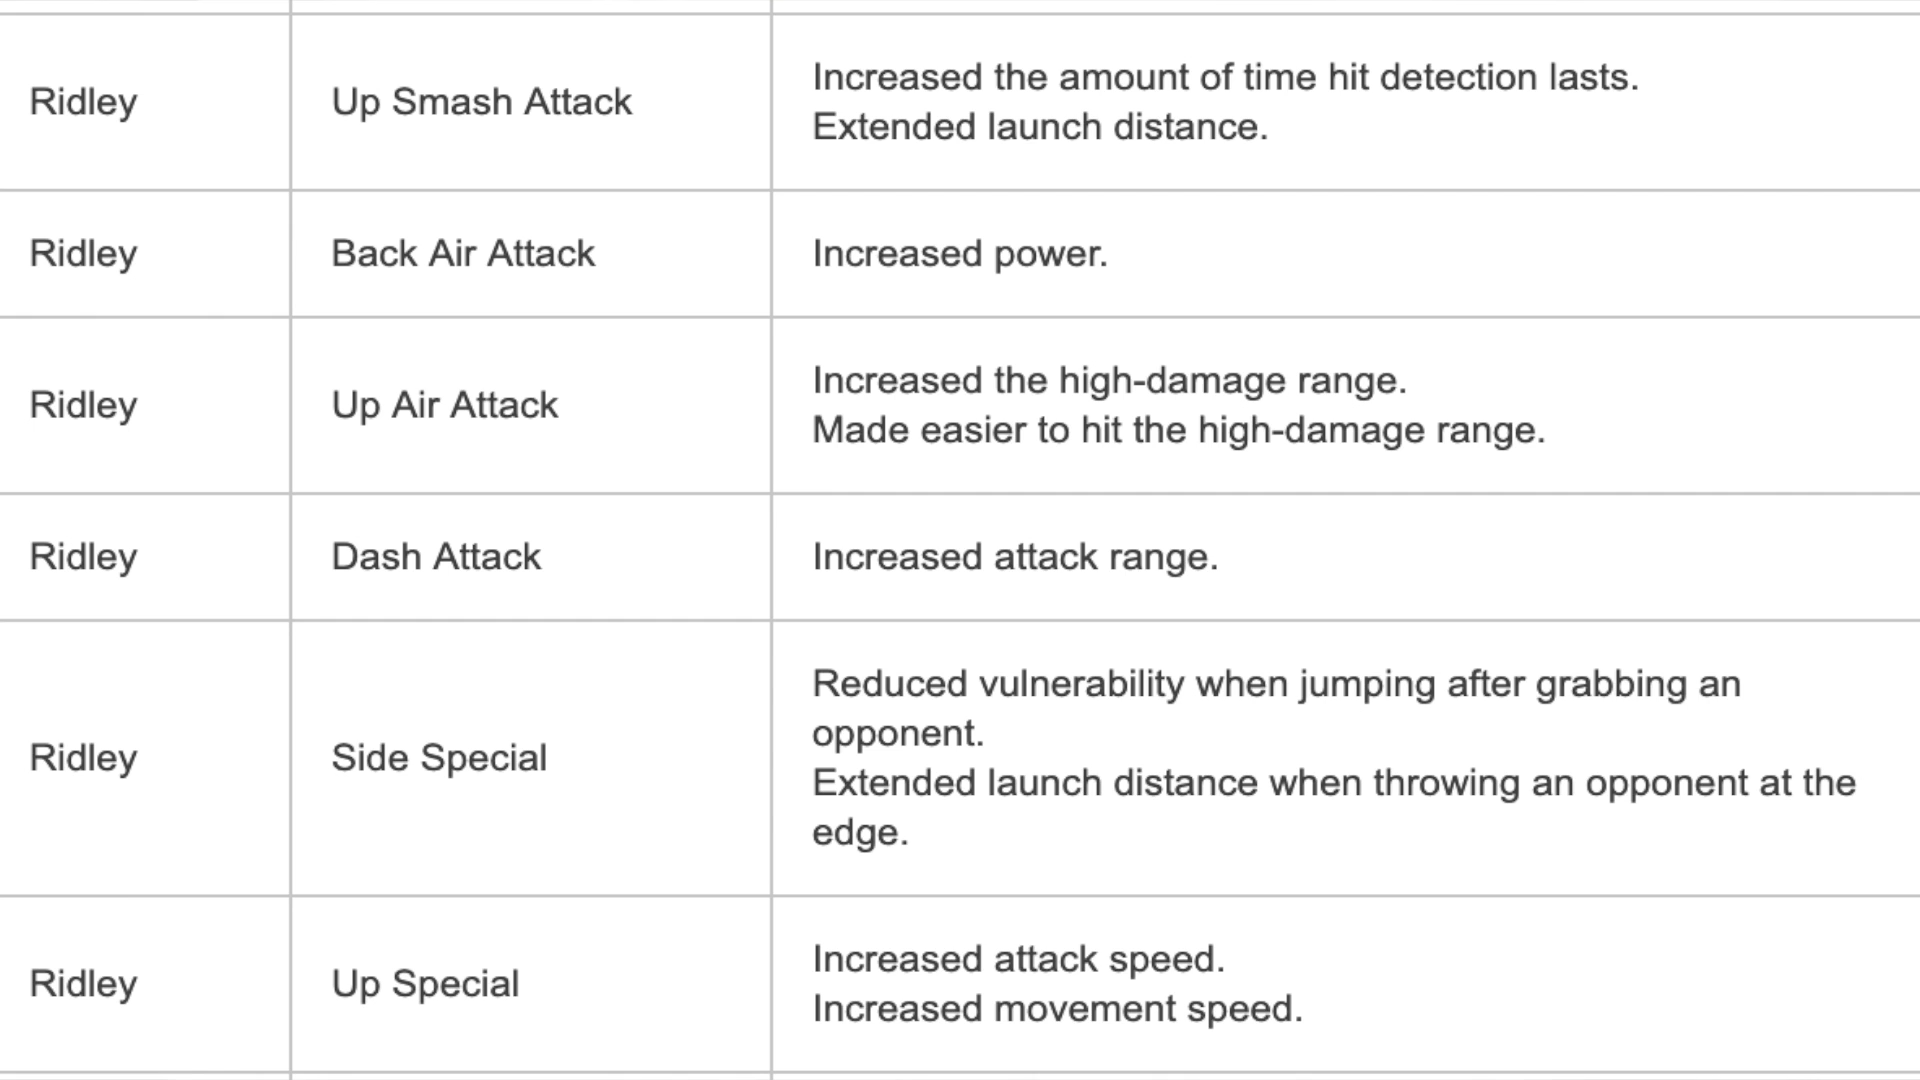 Ridley
Up Smash Attack
Increased the amount of time hit detection lasts.
Extended launch distance.
Ridley
Back Air Attack
Increased power.
Ridley
Up Air Attack
Increased the high-damage range.
Made easier to hit the high-damage range.
Ridley
Dash Attack
Increased attack range.
Ridley
Side Special
Reduced vulnerability when jumping after grabbing an
opponent.
Extended launch distance when throwing an opponent at the
edge.
Ridley
Up Special
Increased attack speed.
Increased movement speed.